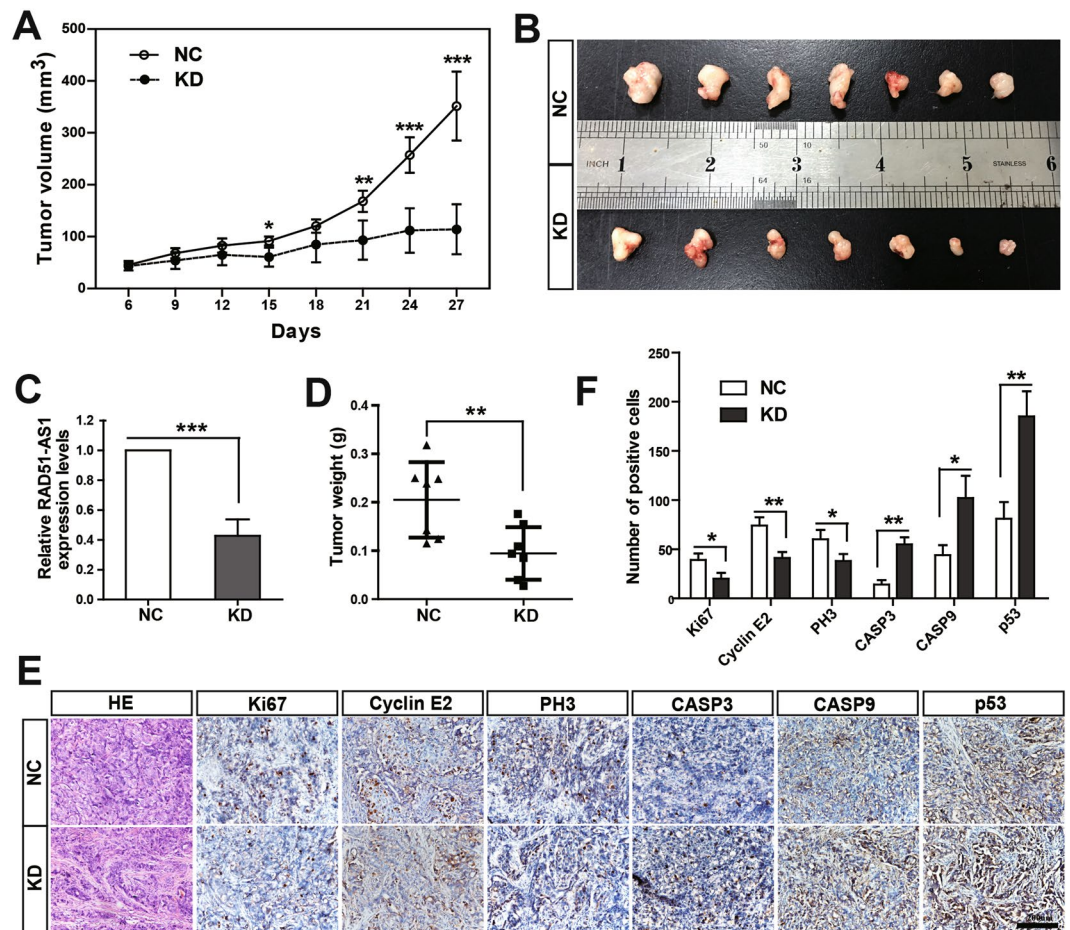 A
Tumor volume (mm3)
500
400
300
200
100
0
NC
KD
*
**
***
***
6 9 12 15 18 21 24 27
Days
B
NC
KD
50 10
INCH 1 2 3 4 5 STAINLESS 6
64 16
C
Relative RAD51-AS1
expression levels
1.2
1.0
0.8
0.6
0.4
0.2
0.0
***
NC KD
D
Tumor weight (g)
0.4
0.3
0.2
0.1
0.0
**
NC KD
F
Number of positive cells
250
200
150
100
50
0
NC
KD
* ** * ** * **
Ki67 Cyclin E2 PH3 CASP3 CASP9 p53
E
HE Ki67 Cyclin E2 PH3 CASP3 CASP9 p53
NC
KD